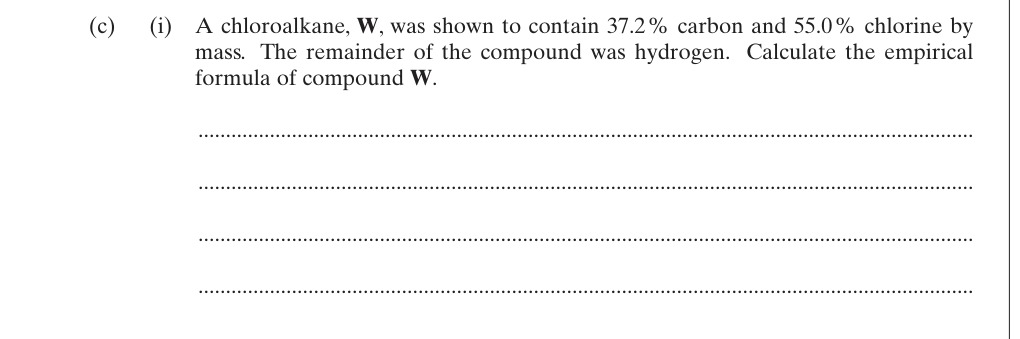 (c) (i) A chloroalkane, W, was shown to contain 37.2% carbon and 55.0% chlorine by
mass. The remainder of the compound was hydrogen. Calculate the empirical
formula of compound W.